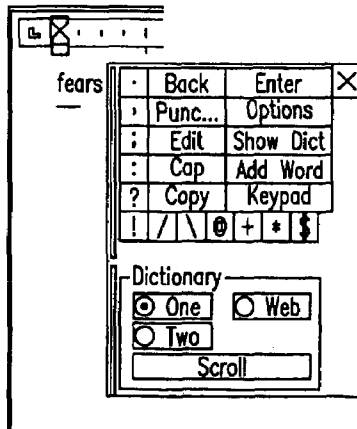 fears
· Back Enter X
, Punc... Options
; Edit Show Dict
: Cap Add Word
? Copy Keypad
! / \ @ + * $
Dictionary
One Web
Two
Scroll